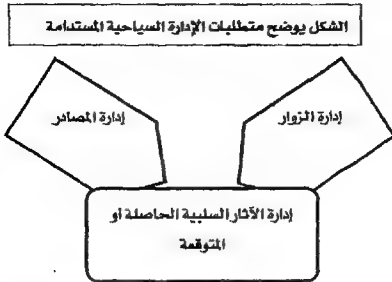 الشكل يوضح متطلبات الإدارة السياحية المستدامة
إدارة الزوار
إدارة المصادر
إدارة الآثار السلبية الحاصلة أو
المتوقعة